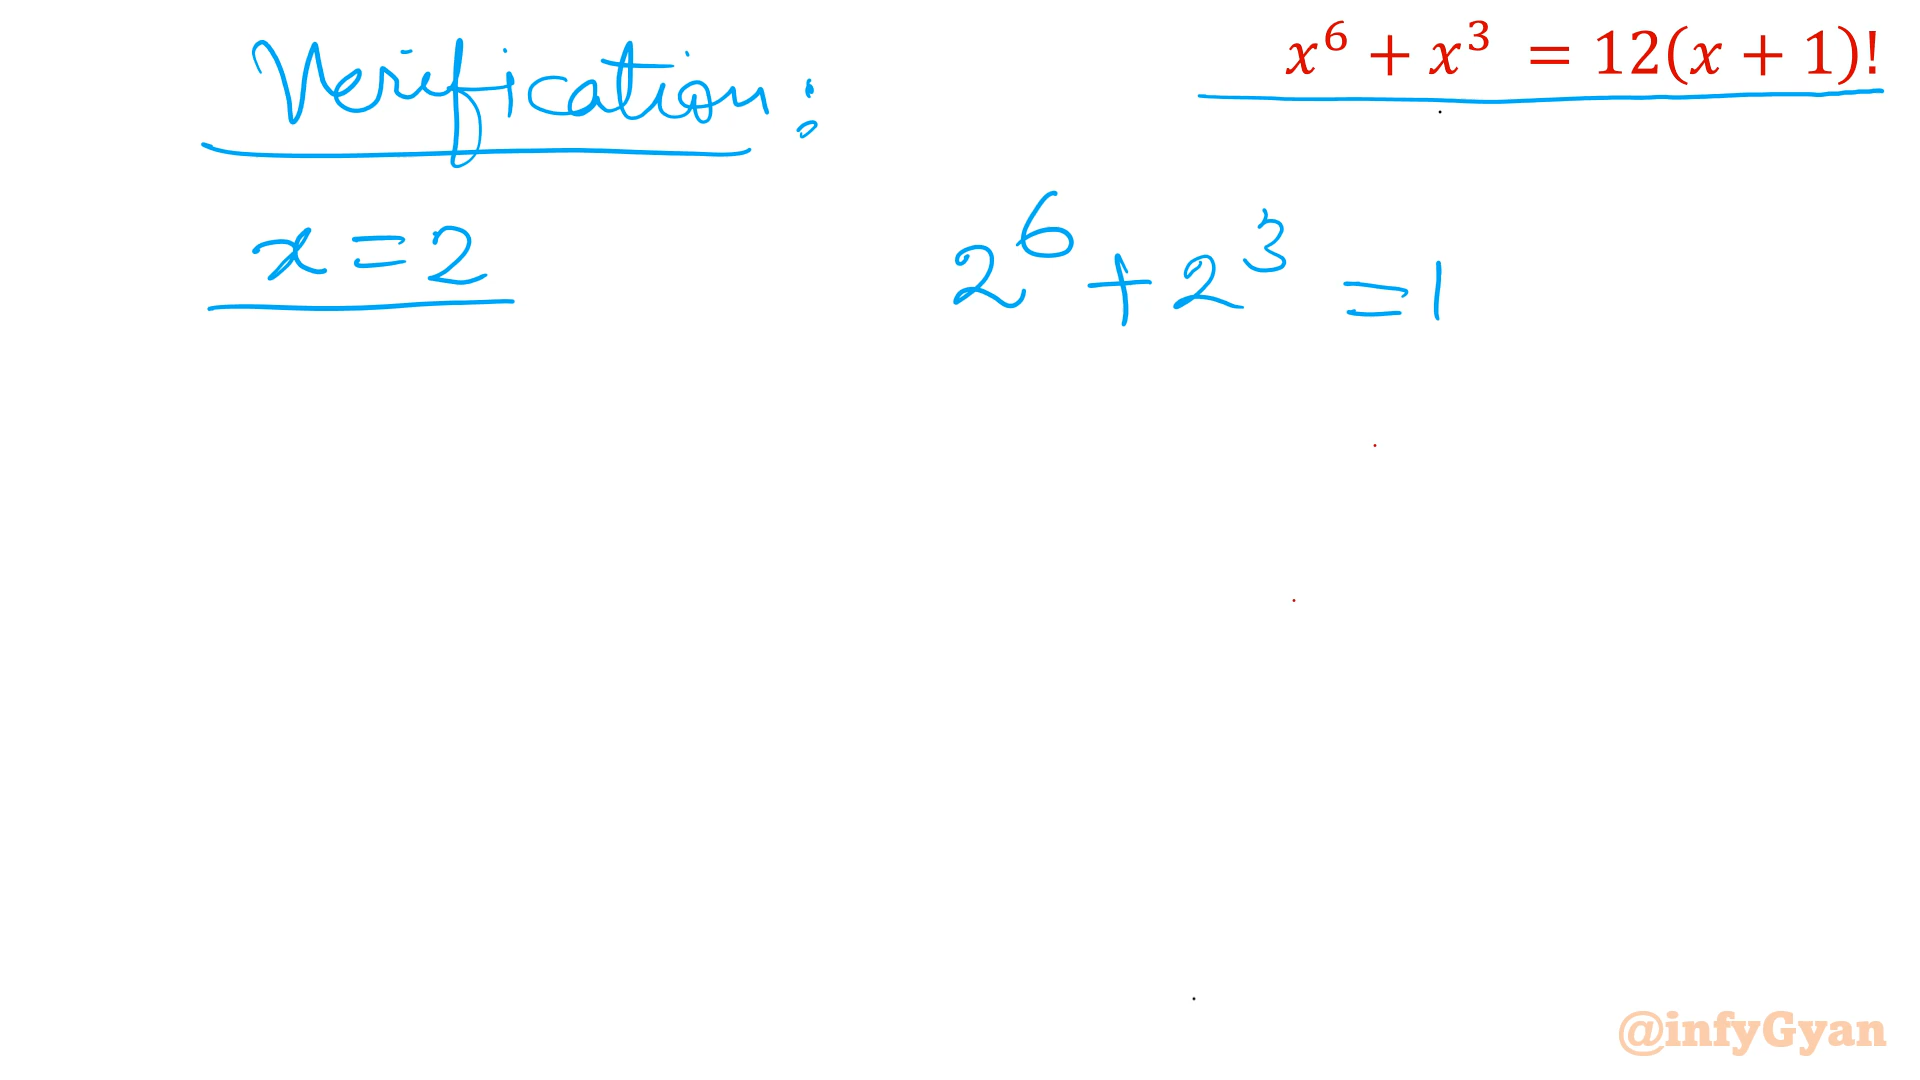 Verification:
x⁶ + x³ = 12(x + 1)!
x = 2
2⁶ + 2³ = 1
@infyGyan